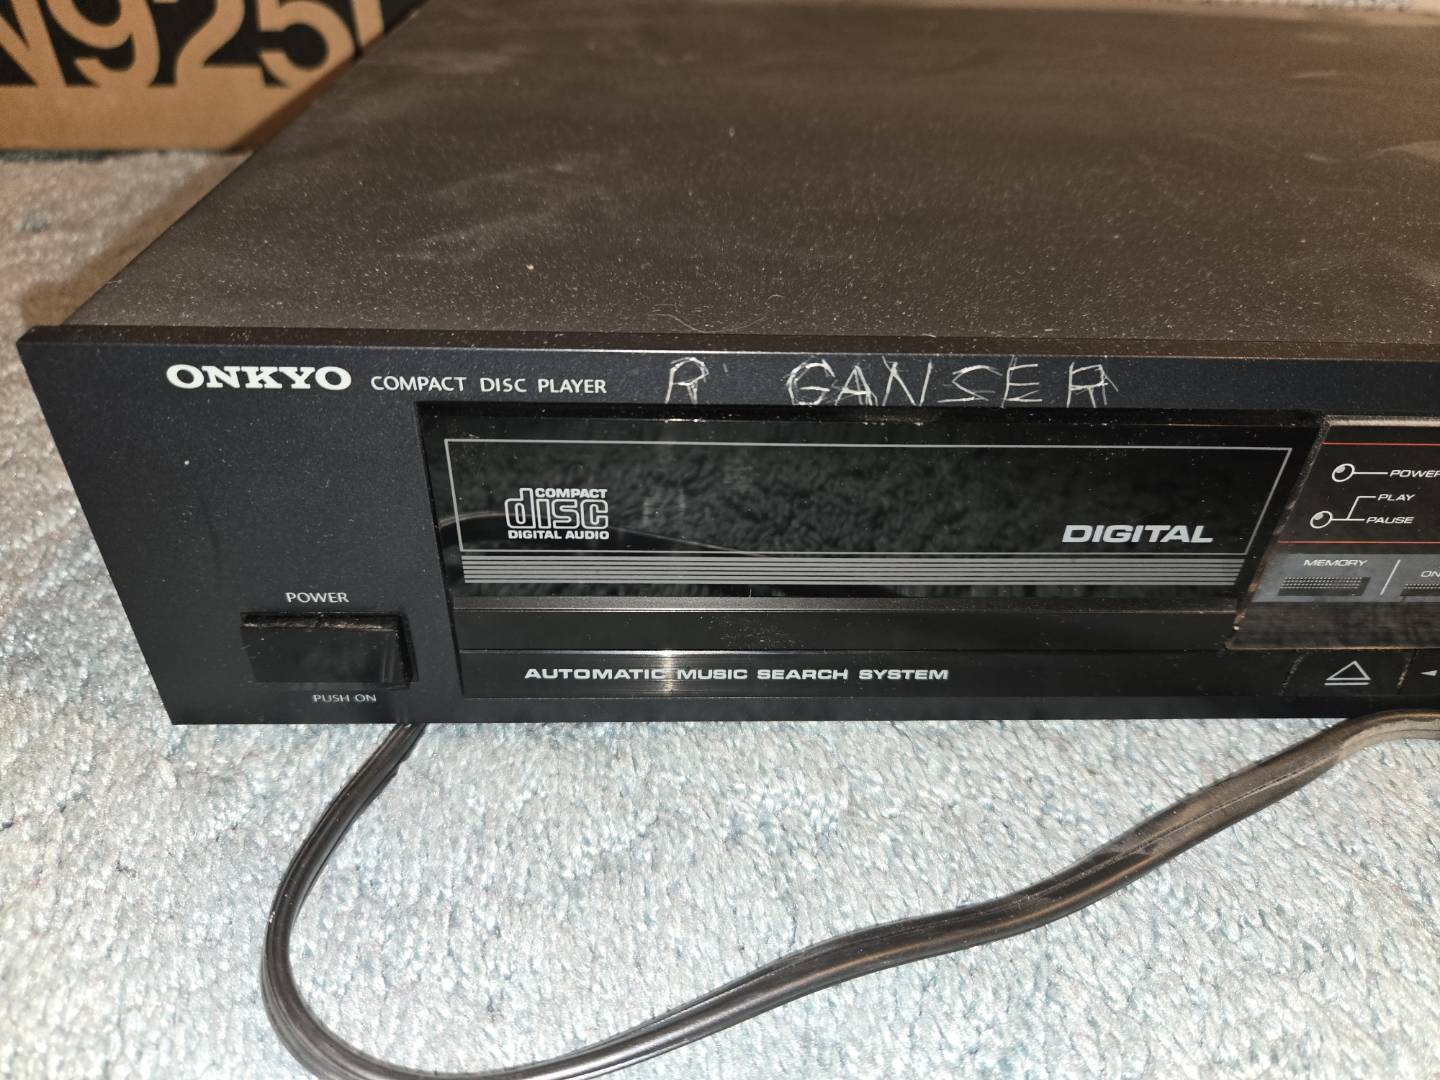 925
ONKYO COMPACT DISC PLAYER R GANSER
COMPACT
disc
DIGITAL AUDIO
DIGITAL
POWER
PLAY
PAUSE
MEMORY
POWER
PUSH ON
AUTOMATIC MUSIC SEARCH SYSTEM